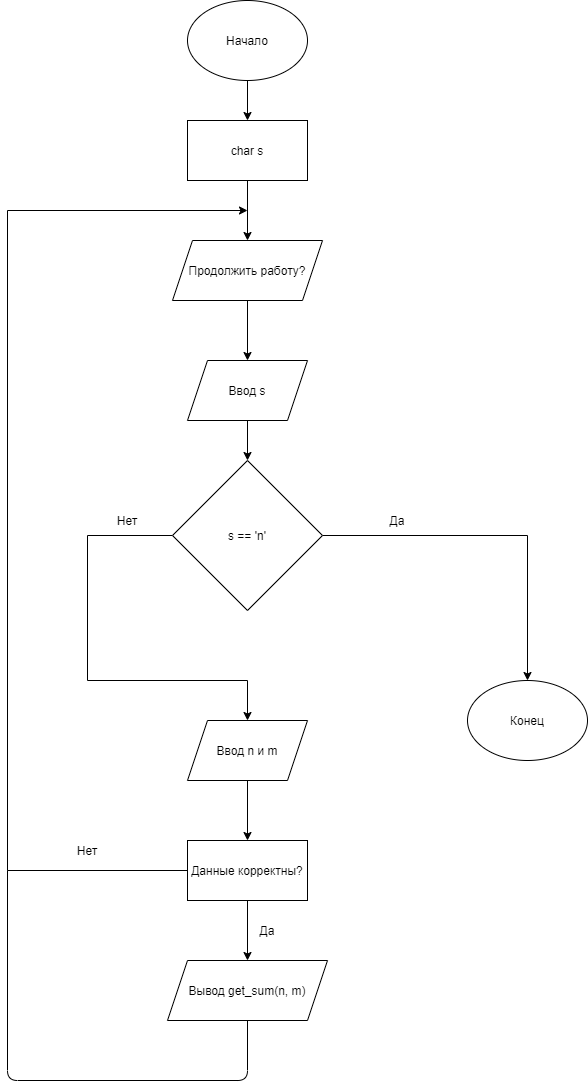 Начало
char s
Продолжить работу?
Ввод s
s == 'n'
Нет
Да
Ввод n и m
Конец
Данные корректны?
Нет
Да
Вывод get_sum(n, m)